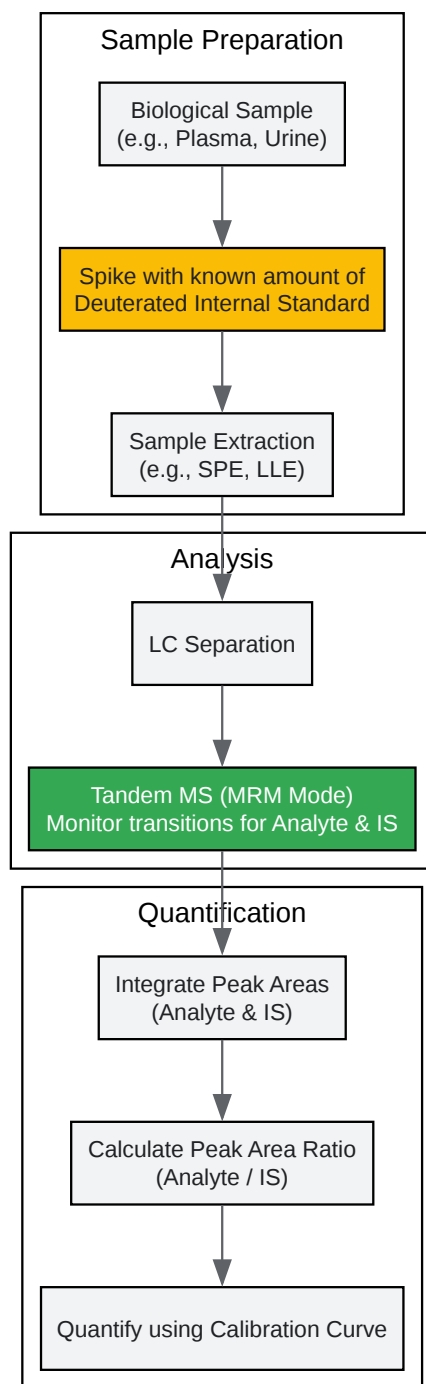 Sample Preparation
Biological Sample
(e.g., Plasma, Urine)
Spike with known amount of
Deuterated Internal Standard
Sample Extraction
(e.g., SPE, LLE)
Analysis
LC Separation
Tandem MS (MRM Mode)
Monitor transitions for Analyte & IS
Quantification
Integrate Peak Areas
(Analyte & IS)
Calculate Peak Area Ratio
(Analyte / IS)
Quantify using Calibration Curve